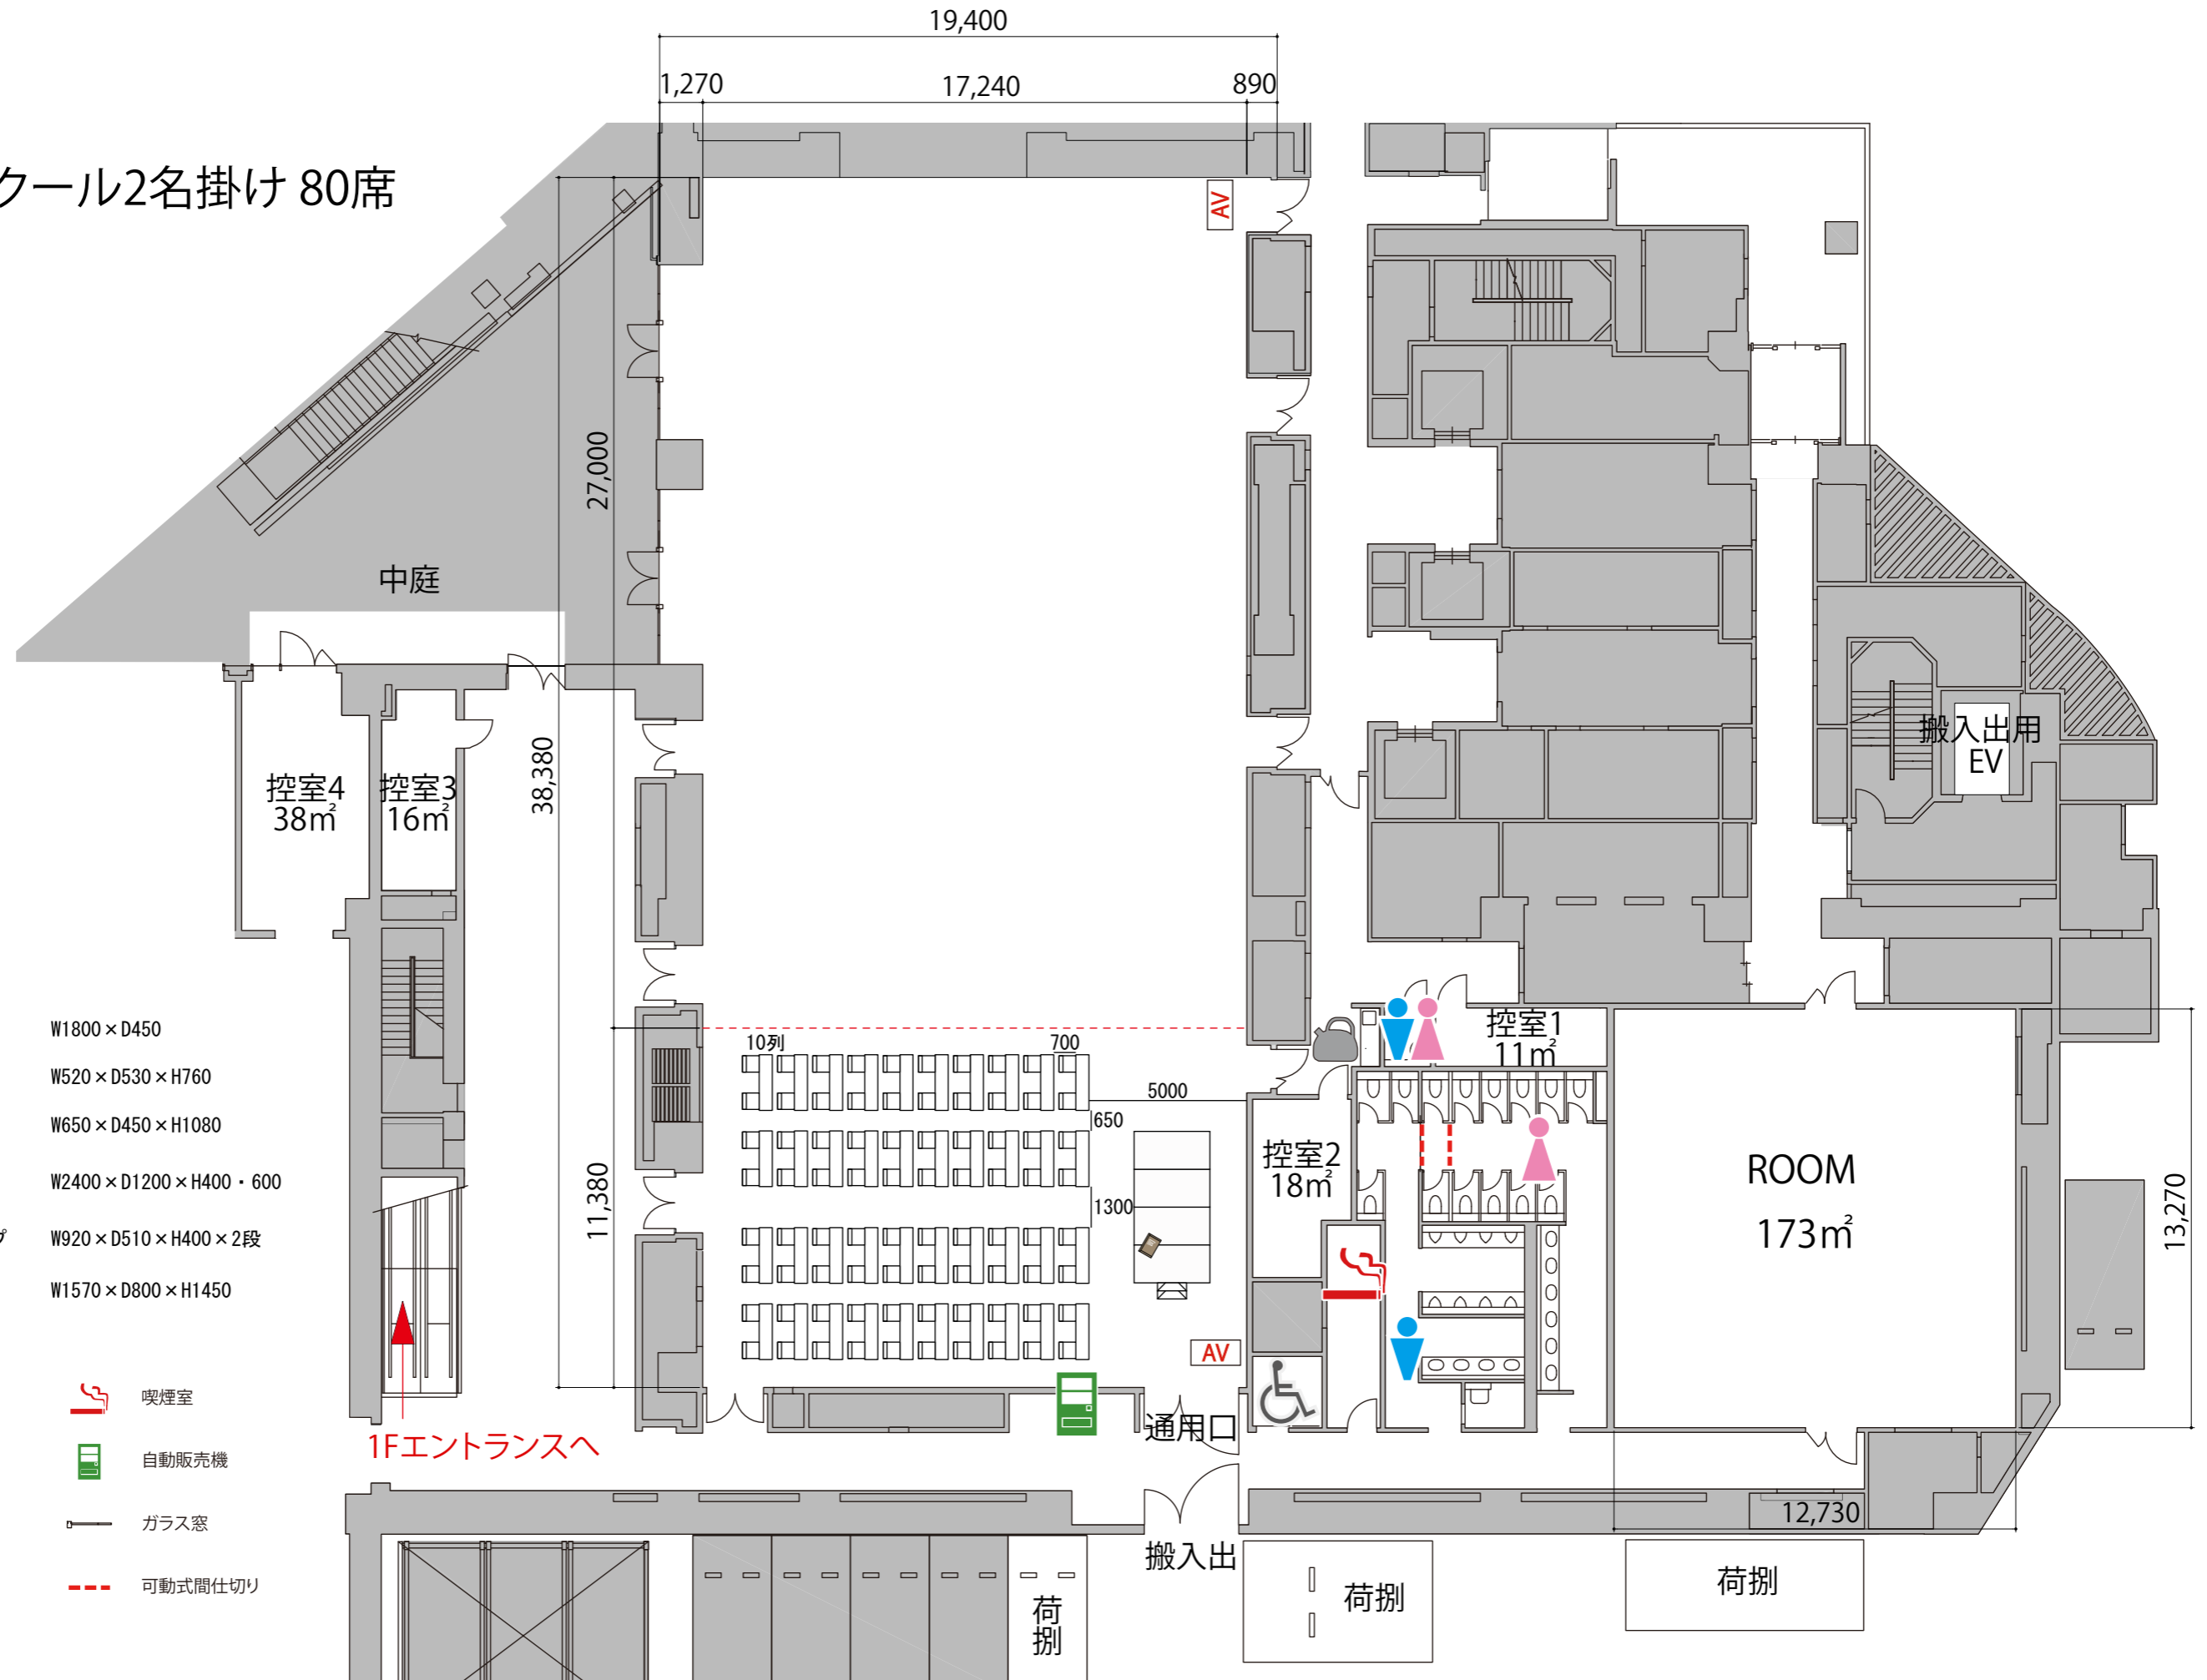 19,400
1,270
17,240
890
クール2名掛け 80席
AV
27,000
中庭
38,380
控室4
38㎡
控室3
16㎡
搬入出用
EV
W1800×D450
W520×D530×H760
W650×D450×H1080
W2400×D1200×H400・600
プ
W920×D510×H400×2段
W1570×D800×H1450
10列
700
5000
650
1300
11,380
控室1
11㎡
控室2
18㎡
ROOM
173㎡
13,270
AV
喫煙室
自動販売機
ガラス窓
可動式間仕切り
1Fエントランスへ
通用口
搬入出
12,730
荷捌
荷捌
荷捌